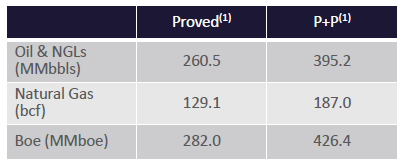 Proved(1) P+P(1)
Oil & NGLs
(MMbbls) 260.5 395.2
Natural Gas
(bcf) 129.1 187.0
Boe (MMboe) 282.0 426.4